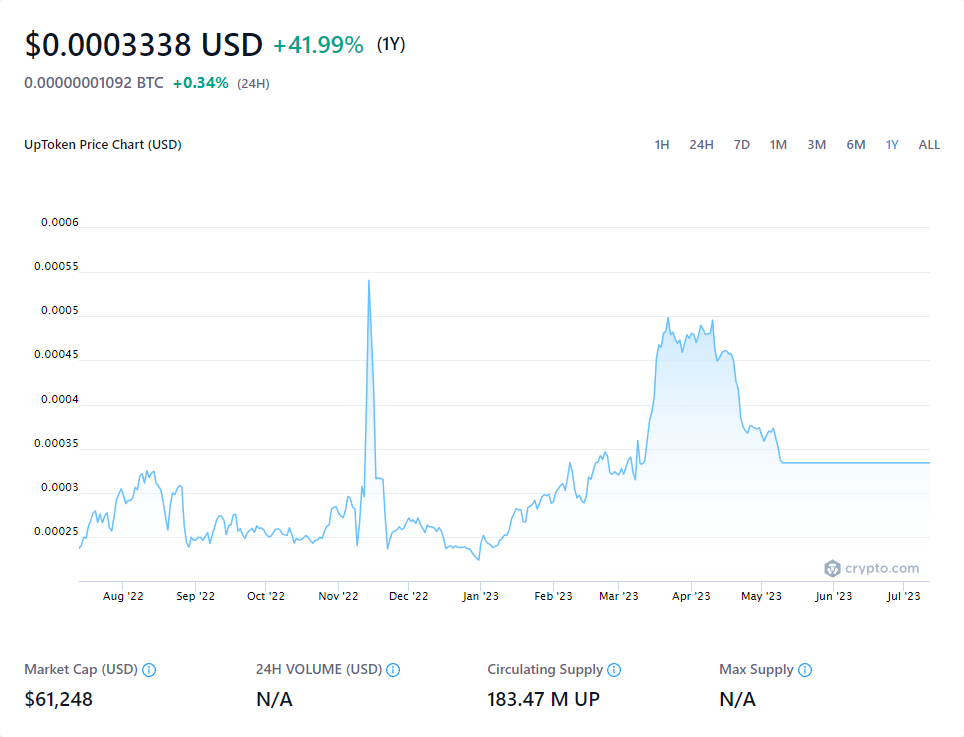 $0.0003338 USD +41.99% (1Y)
0.00000001092 BTC +0.34% (24H)
UpToken Price Chart (USD) 1H 24H 7D 1M 3M 6M 1Y ALL
0.0006
0.00055
0.0005
0.00045
0.0004
0.00035
0.0003
0.00025
crypto.com
Aug '22 Sep '22 Oct '22 Nov '22 Dec '22 Jan '23 Feb '23 Mar '23 Apr '23 May '23 Jun '23 Jul '23
Market Cap (USD) 24H VOLUME (USD) Circulating Supply Max Supply
$61,248 N/A 183.47 M UP N/A